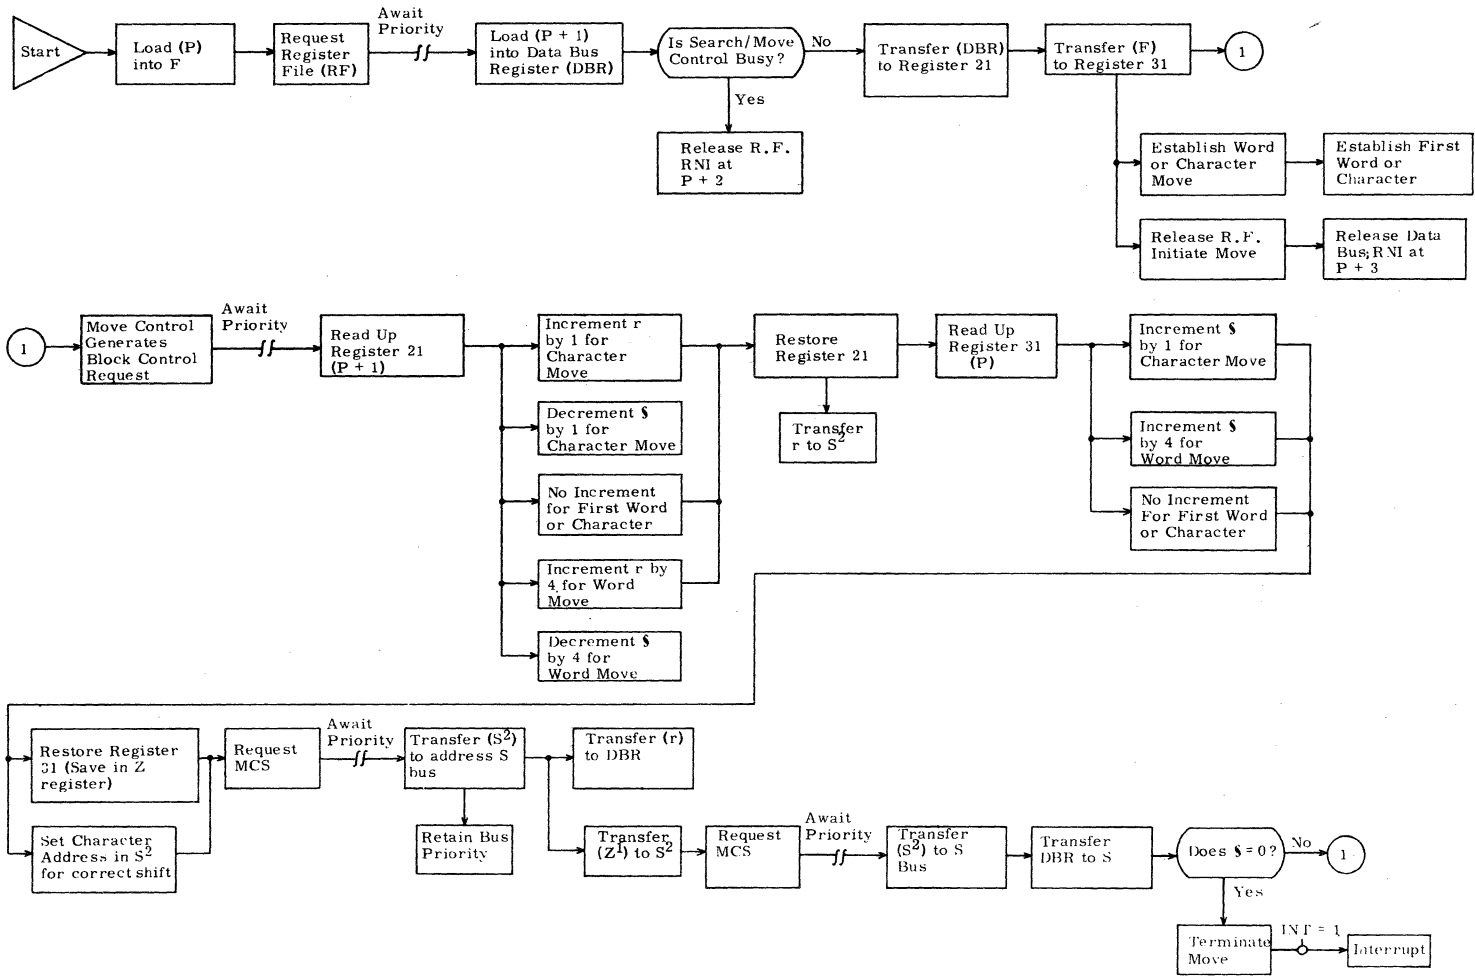 Start
Load (P)
into F
Request
Register
File (RF)
Await
Priority
Load (P + 1)
into Data Bus
Register (DBR)
Is Search/Move
Control Busy?
No
Yes
Release R.F.
RNI at
P + 2
Transfer (DBR)
to Register 21
Transfer (F)
to Register 31
1
Establish Word
or Character
Move
Establish First
Word or
Character
Release R.F.
Initiate Move
Release Data
Bus; RNI at
P + 3
1
Move Control
Generates
Block Control
Request
Await
Priority
Read Up
Register 21
(P + 1)
Increment r
by 1 for
Character
Move
Decrement S
by 1 for
Character Move
No Increment
for First Word
or Character
Increment r by
4 for Word
Move
Decrement S
by 4 for
Word Move
Restore
Register 21
Transfer
r to S²
Read Up
Register 31
(P)
Increment S
by 1 for
Character Move
Increment S
by 4 for
Word Move
No Increment
For First Word
or Character
Restore Register
31 (Save in Z
register)
Set Character
Address in S²
for correct shift
Request
MCS
Await
Priority
Transfer (S²)
to address S
bus
Retain Bus
Priority
Transfer (r)
to DBR
Transfer
(Z¹) to S²
Request
MCS
Await
Priority
Transfer
(S²) to S
Bus
Transfer
DBR to S
Does S = 0?
No
1
Yes
Terminate
Move
INT = 1
Interrupt